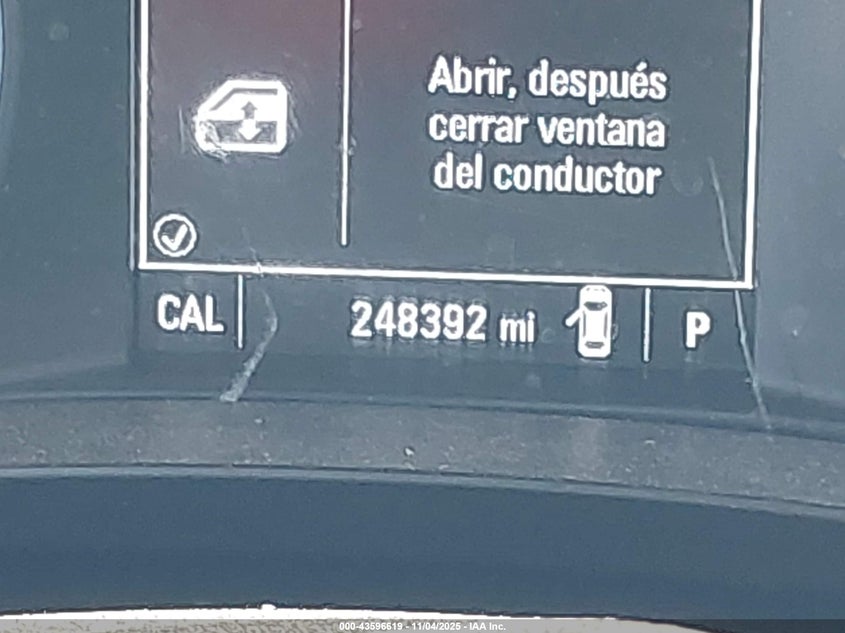 Abrir, después
cerrar ventana
del conductor
CAL 248392 mi P
000-43596619 - 11/04/2025 - IAA Inc.